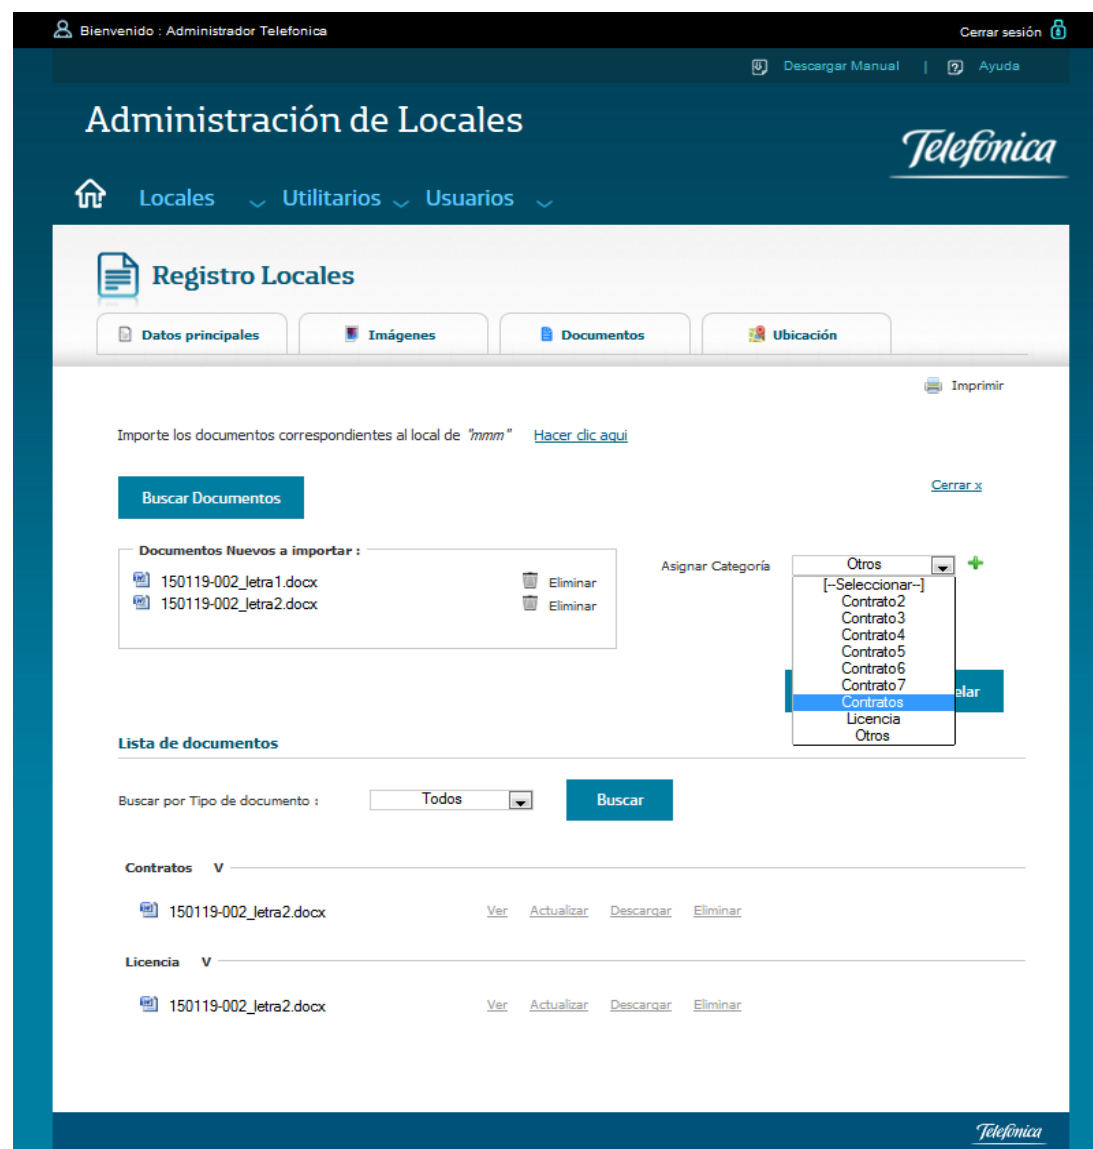 Bienvenido : Administrador Telefonica
Cerrar sesión
Descargar Manual | Ayuda
Administración de Locales
Telefónica
Locales Utilitarios Usuarios
Registro Locales
Datos principales Imágenes Documentos Ubicación
Imprimir
Importe los documentos correspondientes al local de "mmm" Hacer clic aqui
Buscar Documentos
Cerrar x
Documentos Nuevos a importar :
150119-002_letra1.docx Eliminar
150119-002_letra2.docx Eliminar
Asignar Categoría Otros
[--Seleccionar--]
Contrato2
Contrato3
Contrato4
Contrato5
Contrato6
Contrato7
Contratos
Licencia
Otros
elar
Lista de documentos
Buscar por Tipo de documento : Todos Buscar
Contratos V
150119-002_letra2.docx Ver Actualizar Descargar Eliminar
Licencia V
150119-002_letra2.docx Ver Actualizar Descargar Eliminar
Telefónica